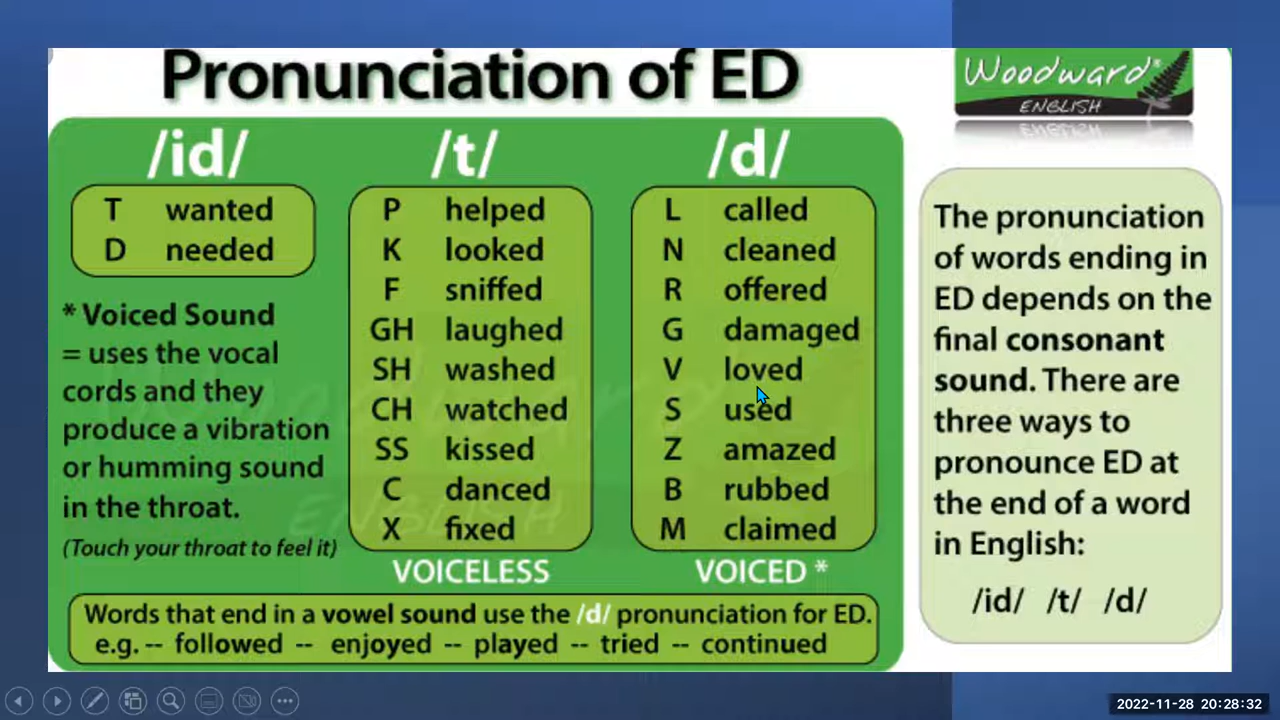 Pronunciation of ED
Woodward®
ENGLISH
/id/
T wanted
D needed
* Voiced Sound
= uses the vocal
cords and they
produce a vibration
or humming sound
in the throat.
(Touch your throat to feel it)
/t/
P helped
K looked
F sniffed
GH laughed
SH washed
CH watched
SS kissed
C danced
X fixed
VOICELESS
/d/
L called
N cleaned
R offered
G damaged
V loved
S used
Z amazed
B rubbed
M claimed
VOICED *
Words that end in a vowel sound use the /d/ pronunciation for ED.
e.g. -- followed -- enjoyed -- played -- tried -- continued
The pronunciation
of words ending in
ED depends on the
final consonant
sound. There are
three ways to
pronounce ED at
the end of a word
in English:
/id/ /t/ /d/
2022-11-28 20:28:32